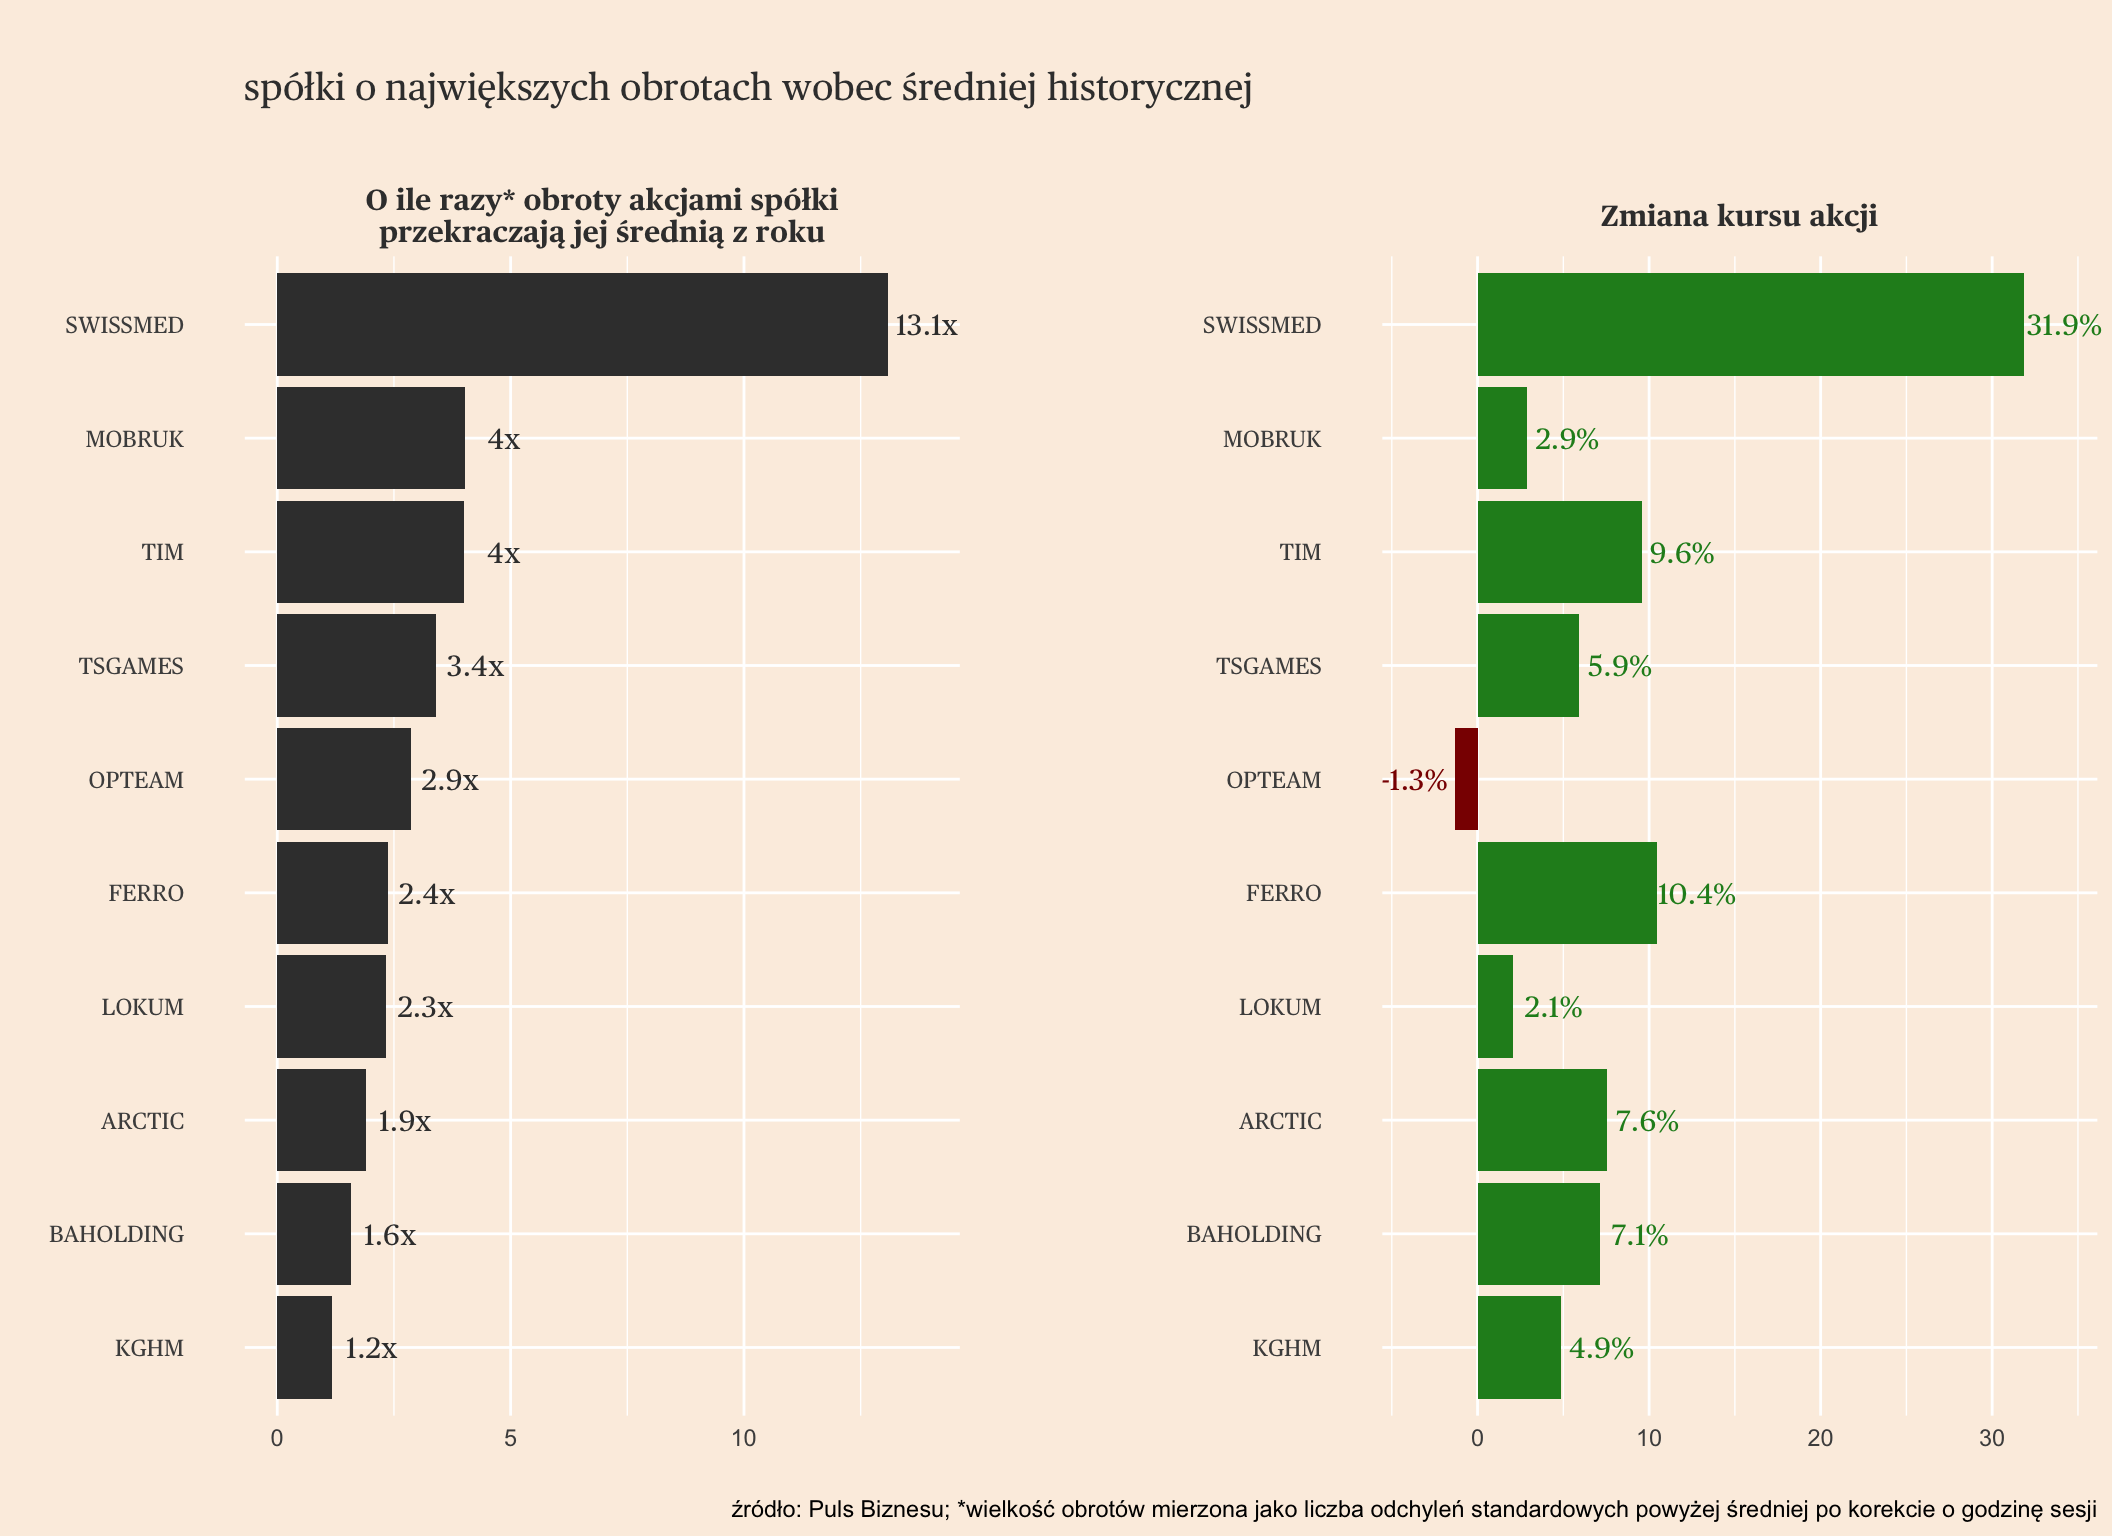 spółki o największych obrotach wobec średniej historycznej
O ile razy* obroty akcjami spółki
przekraczają jej średnią z roku
SWISSMED 13.1x
MOBRUK 4x
TIM 4x
TSGAMES 3.4x
OPTEAM 2.9x
FERRO 2.4x
LOKUM 2.3x
ARCTIC 1.9x
BAHOLDING 1.6x
KGHM 1.2x
0 5 10
Zmiana kursu akcji
SWISSMED 31.9%
MOBRUK 2.9%
TIM 9.6%
TSGAMES 5.9%
OPTEAM -1.3%
FERRO 10.4%
LOKUM 2.1%
ARCTIC 7.6%
BAHOLDING 7.1%
KGHM 4.9%
0 10 20 30
źródło: Puls Biznesu; *wielkość obrotów mierzona jako liczba odchyleń standardowych powyżej średniej po korekcie o godzinę sesji